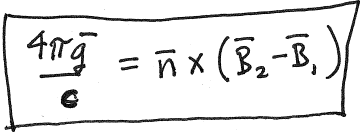 4πḡ/c = n̄ × (B̄₂ − B̄₁)